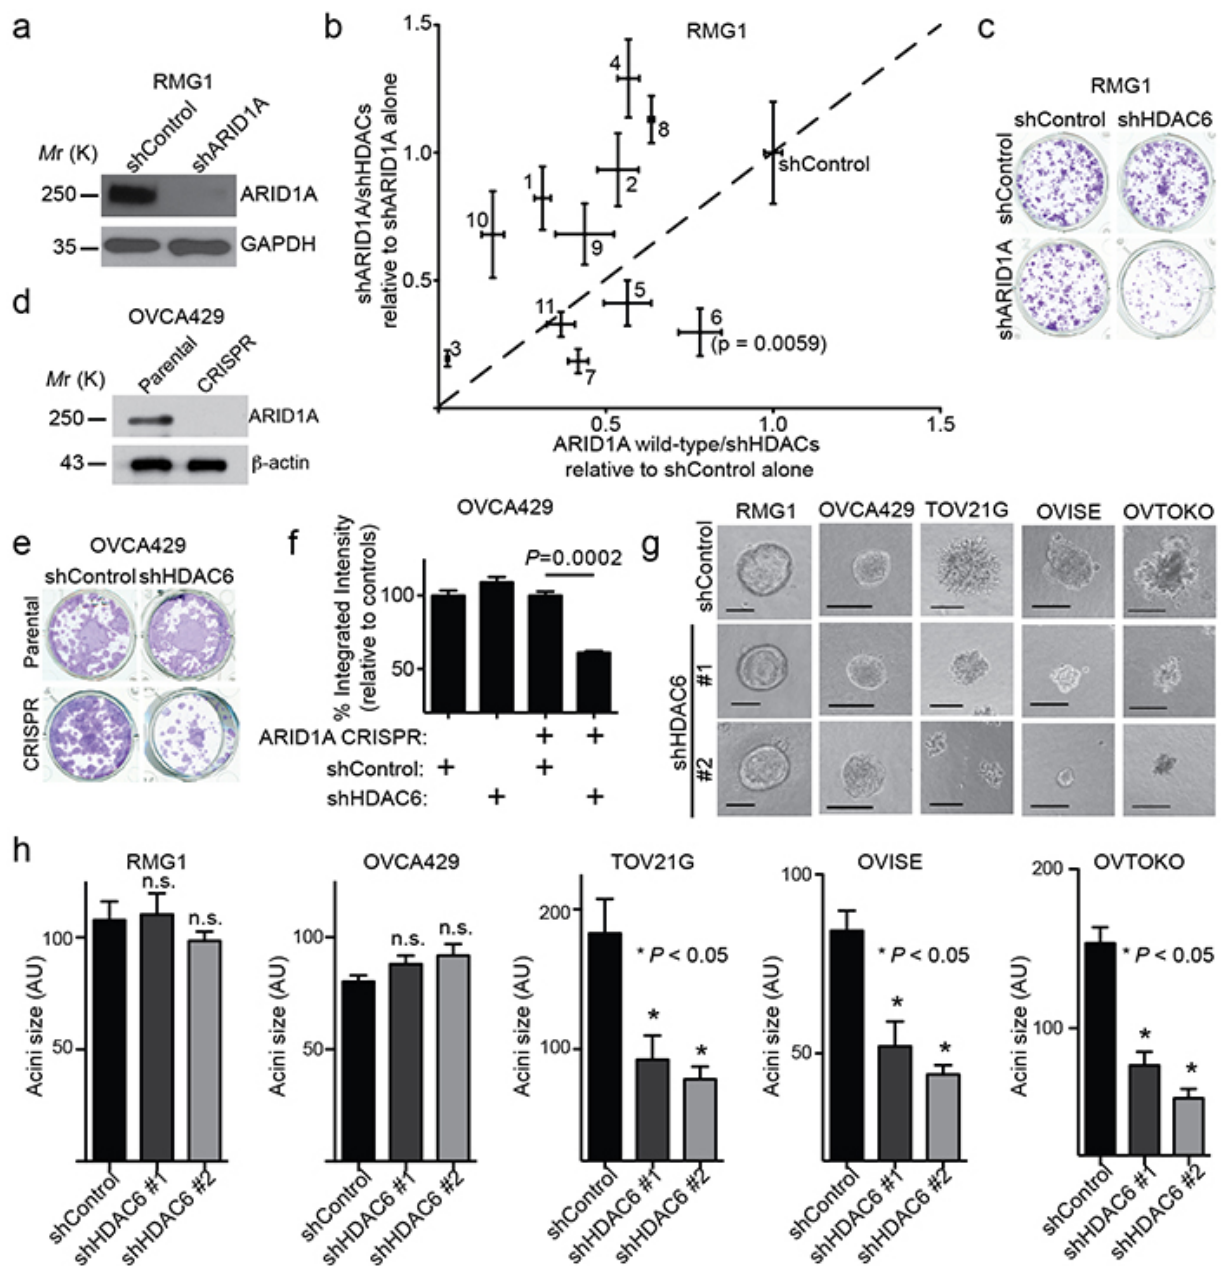 a
RMG1
shControl
shARID1A
Mr (K)
250
ARID1A
35
GAPDH
b
RMG1
1.5
1.0
0.5
shARID1A/shHDACs
relative to shARID1A alone
4
8
shControl
1
2
10
9
5
11
6
(p = 0.0059)
3
7
0.5
1.0
1.5
ARID1A wild-type/shHDACs
relative to shControl alone
c
RMG1
shControl shHDAC6
shControl
shARID1A
d
OVCA429
Parental
CRISPR
Mr (K)
250
ARID1A
43
β-actin
e
OVCA429
shControl shHDAC6
Parental
CRISPR
f
OVCA429
% Integrated Intensity
(relative to controls)
P=0.0002
100
50
ARID1A CRISPR: + +
shControl: + +
shHDAC6: + +
g
RMG1 OVCA429 TOV21G OVISE OVTOKO
shControl
shHDAC6
#1
#2
h
RMG1
Acini size (AU)
100
50
n.s.
n.s.
shControl
shHDAC6 #1
shHDAC6 #2
OVCA429
Acini size (AU)
100
50
n.s.
n.s.
shControl
shHDAC6 #1
shHDAC6 #2
TOV21G
Acini size (AU)
200
100
* P < 0.05
*
*
shControl
shHDAC6 #1
shHDAC6 #2
OVISE
Acini size (AU)
100
50
* P < 0.05
*
*
shControl
shHDAC6 #1
shHDAC6 #2
OVTOKO
Acini size (AU)
200
100
* P < 0.05
*
*
shControl
shHDAC6 #1
shHDAC6 #2